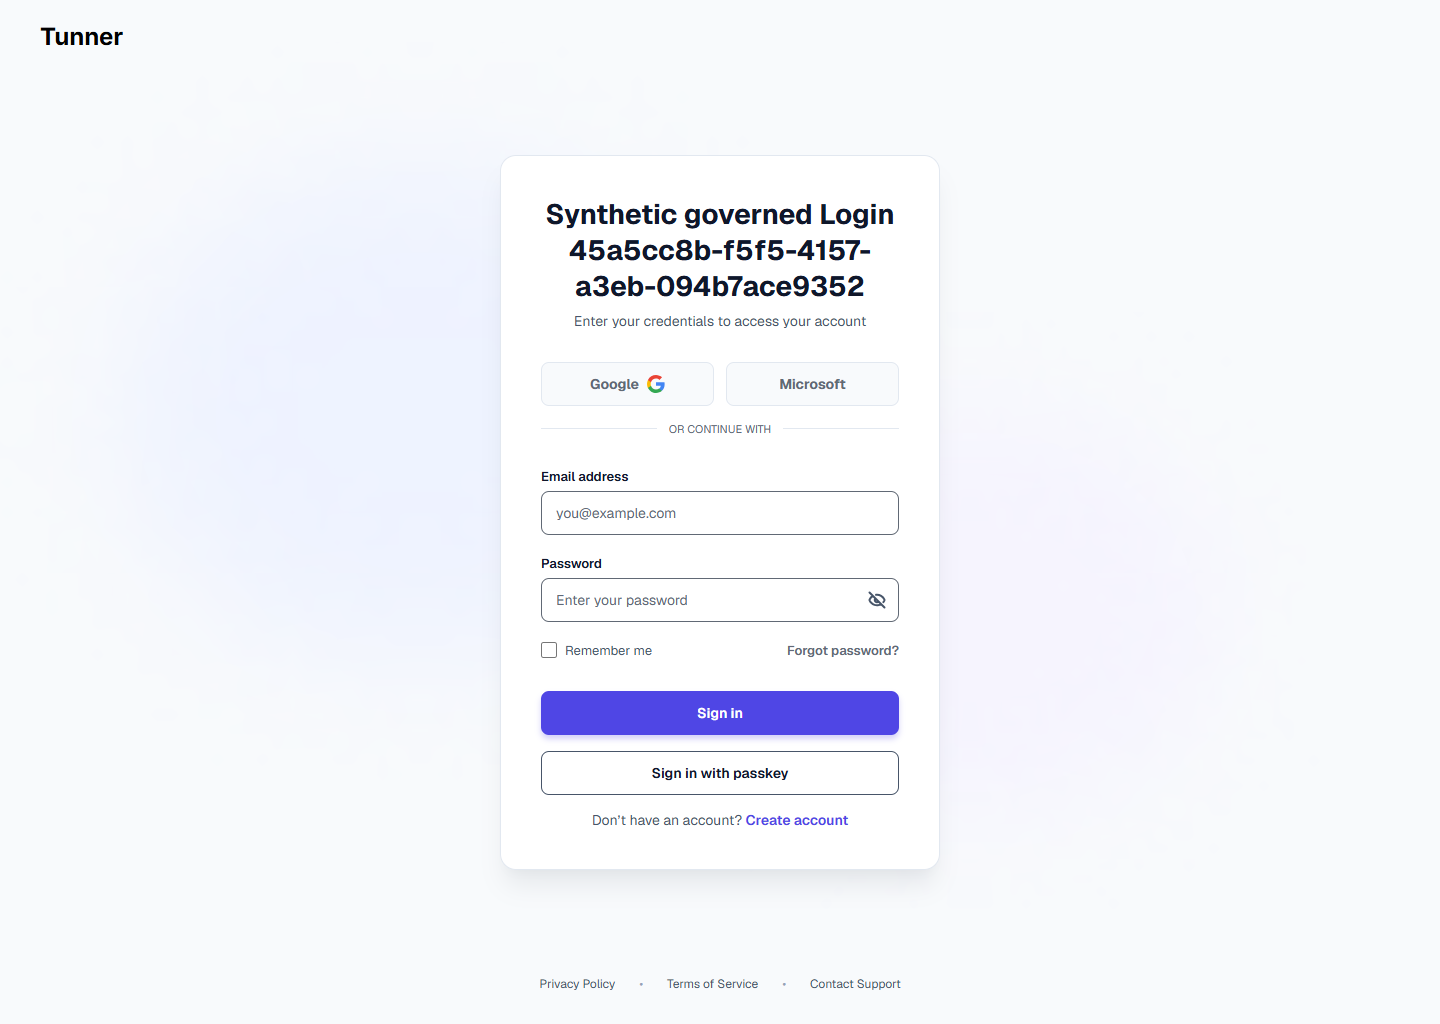 Tunner
Synthetic governed Login
45a5cc8b-f5f5-4157-
a3eb-094b7ace9352
Enter your credentials to access your account
Google
Microsoft
OR CONTINUE WITH
Email address
you@example.com
Password
Enter your password
Remember me
Forgot password?
Sign in
Sign in with passkey
Don't have an account? Create account
Privacy Policy • Terms of Service • Contact Support